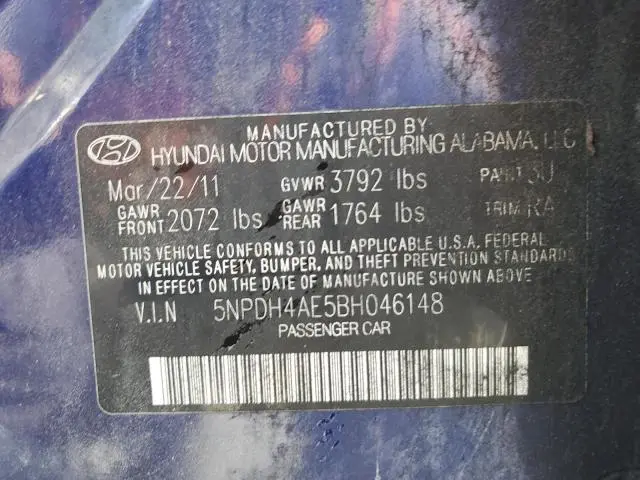 MANUFACTURED BY
HYUNDAI MOTOR MANUFACTURING ALABAMA, LLC
Mar/22/11 GVWR 3792 lbs PAINT 3U
GAWR FRONT 2072 lbs GAWR REAR 1764 lbs TRIM RA
THIS VEHICLE CONFORMS TO ALL APPLICABLE U.S.A. FEDERAL
MOTOR VEHICLE SAFETY, BUMPER, AND THEFT PREVENTION STANDARDS
IN EFFECT ON THE DATE OF MANUFACTURE SHOWN ABOVE
V.I.N 5NPDH4AE5BH046148
PASSENGER CAR